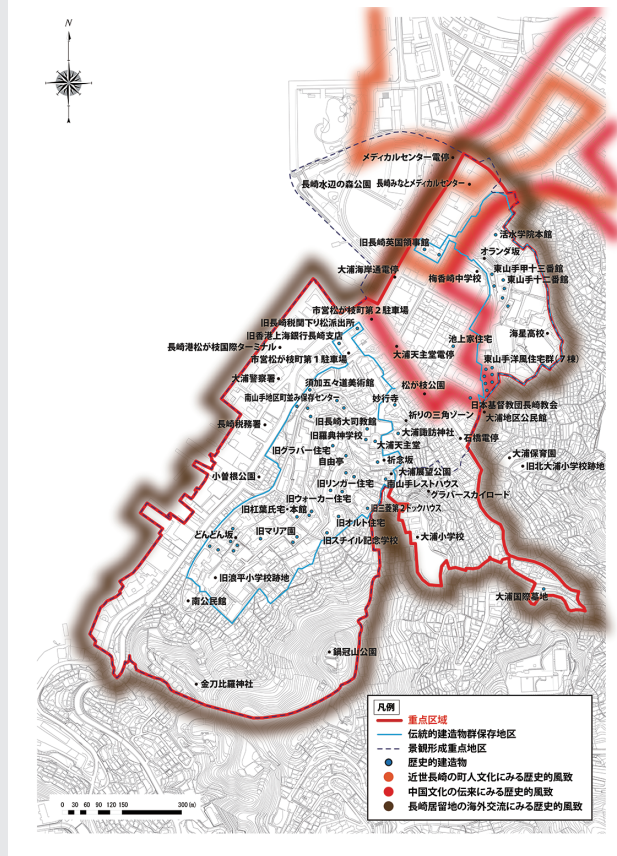 N
メディカルセンター電停
長崎水辺の森公園
長崎みなとメディカルセンター
活水学院本館
旧長崎英国領事館
オランダ坂
大浦海岸通電停
東山手甲十三番館
梅香崎中学校
東山手十二番館
市営松が枝町第2駐車場
旧長崎税関下り松派出所
旧香港上海銀行長崎支店
池上家住宅
海星高校
長崎港松が枝国際ターミナル
市営松が枝町第1駐車場
大浦天主堂電停
東山手洋風住宅群(7棟)
大浦警察署
須加五々道美術館
松が枝公園
南山手地区町並み保存センター
妙行寺
日本基督教団長崎教会
祈りの三角ゾーン
大浦地区公民館
長崎税務署
旧長崎大司教館
旧羅典神学校
大浦諏訪神社
石橋電停
大浦天主堂
旧グラバー住宅
大浦保育園
自由亭
祈念坂
旧北大浦小学校跡地
小曽根公園
大浦展望公園
旧リンガー住宅
南山手レストハウス
グラバースカイロード
旧ウォーカー住宅
旧杠葉氏宅・本館
旧三菱第2ドックハウス
旧オルト住宅
どんどん坂
旧マリア園
旧スチイル記念学校
大浦小学校
旧浪平小学校跡地
大浦国際墓地
南公民館
鍋冠山公園
金刀比羅神社
凡例
重点区域
伝統的建造物群保存地区
景観形成重点地区
歴史的建造物
近世長崎の町人文化にみる歴史的風致
中国文化の伝来にみる歴史的風致
長崎居留地の海外交流にみる歴史的風致
0 30 60 90 120 150 300(m)